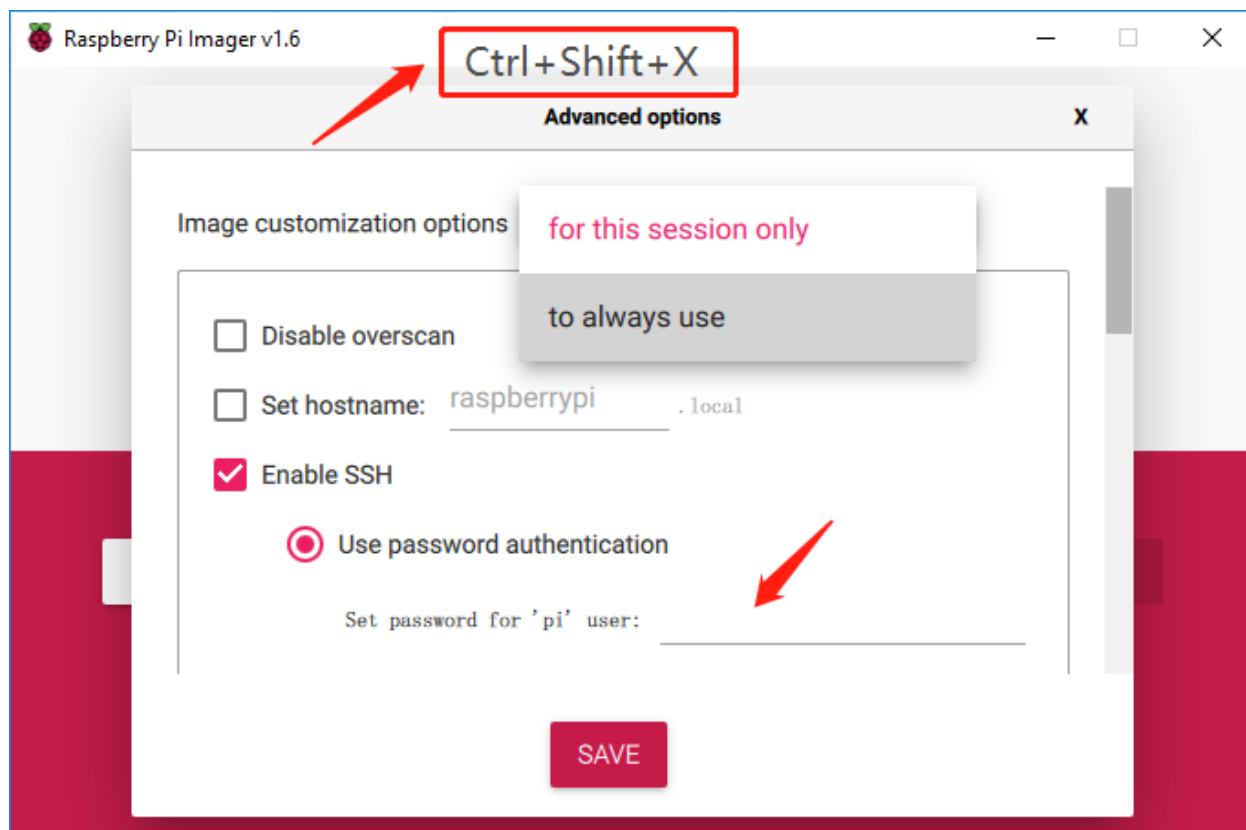 Raspberry Pi Imager v1.6
Ctrl+Shift+X
Advanced options X
Image customization options for this session only
to always use
Disable overscan
Set hostname: raspberrypi .local
Enable SSH
Use password authentication
Set password for 'pi' user:
SAVE